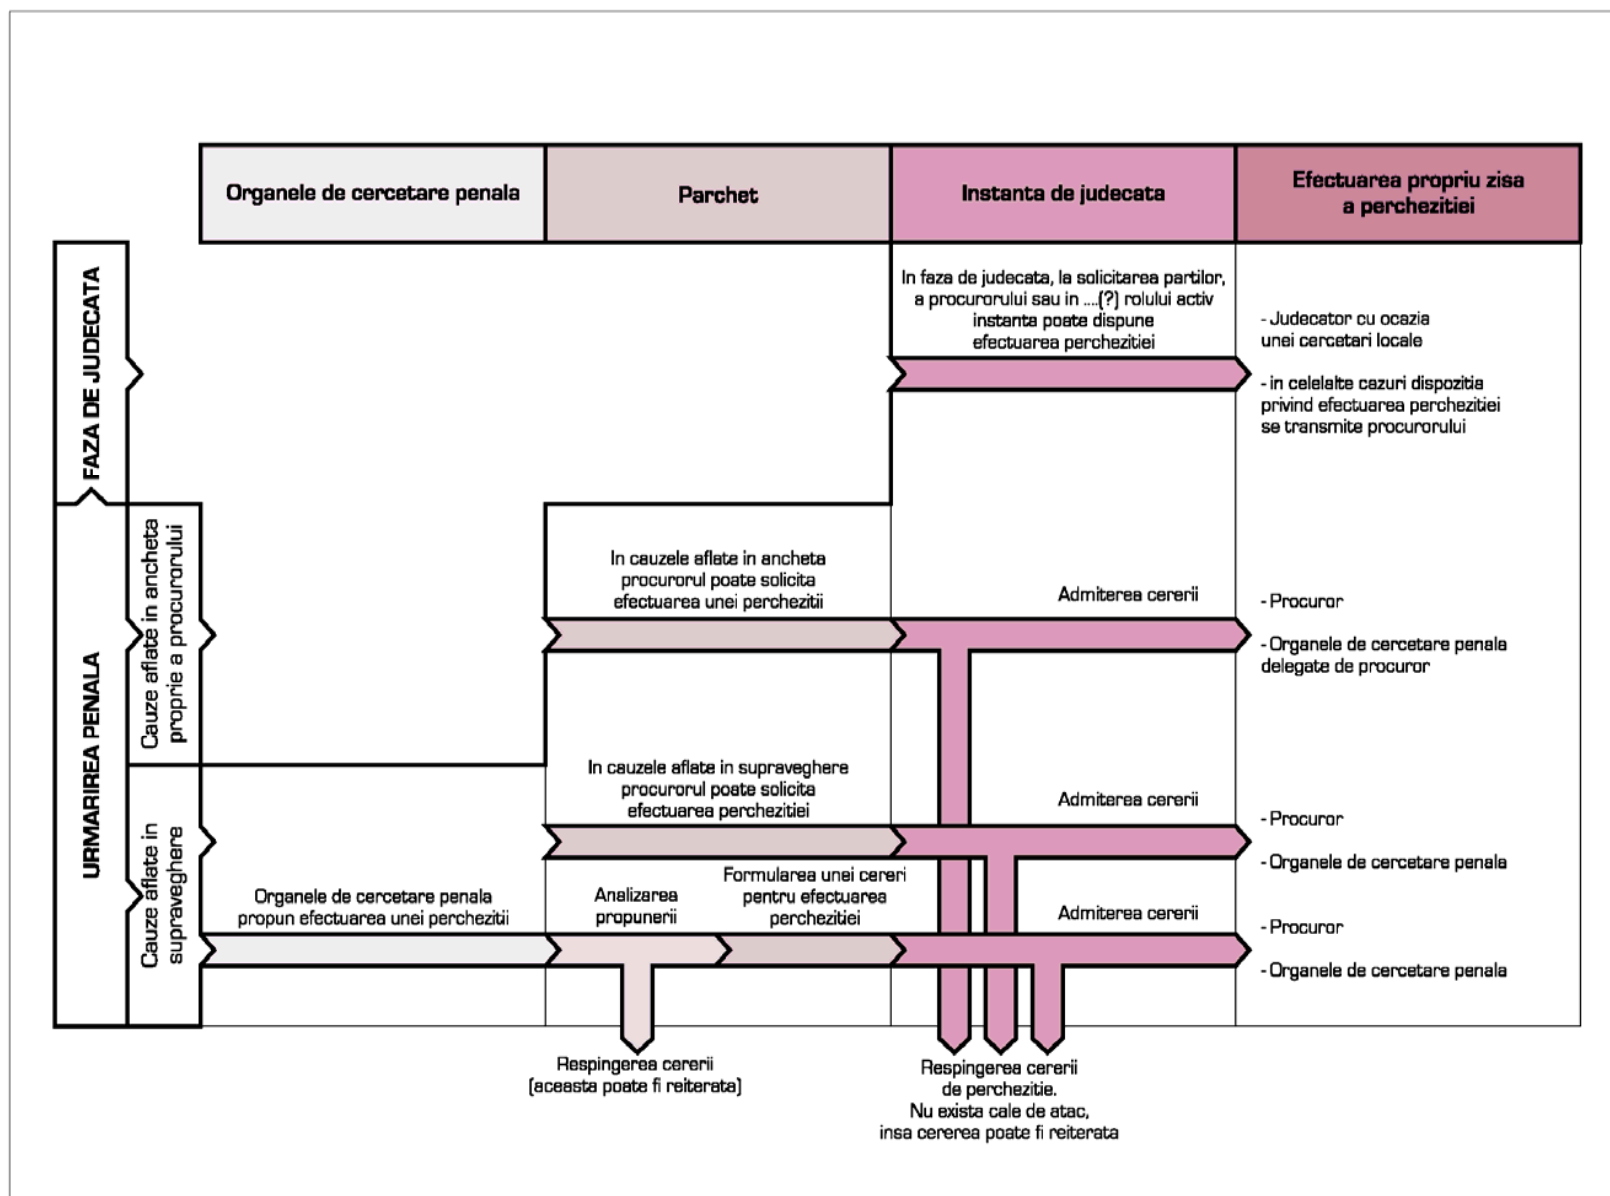 Organele de cercetare penala
Parchet
Instanta de judecata
Efectuarea propriu zisa
a perchezitiei
FAZA DE JUDECATA
In faza de judecata, la solicitarea partilor,
a procurorului sau in ....(?) rolului activ
instanta poate dispune
efectuarea perchezitiei
- Judecator cu ocazia
unei cercetari locale
- in celelalte cazuri dispozitia
privind efectuarea perchezitiei
se transmite procurorului
URMARIREA PENALA
Cauze aflate in ancheta
proprie a procurorului
In cauzele aflate in ancheta
procurorul poate solicita
efectuarea unei perchezitii
Admiterea cererii
- Procuror
- Organele de cercetare penala
delegate de procuror
Cauze aflate in
supraveghere
In cauzele aflate in supraveghere
procurorul poate solicita
efectuarea perchezitiei
Admiterea cererii
- Procuror
- Organele de cercetare penala
Organele de cercetare penala
propun efectuarea unei perchezitii
Analizarea
propunerii
Formularea unei cereri
pentru efectuarea
perchezitiei
Admiterea cererii
- Procuror
- Organele de cercetare penala
Respingerea cererii
(aceasta poate fi reiterata)
Respingerea cererii
de perchezitie.
Nu exista cale de atac,
insa cererea poate fi reiterata